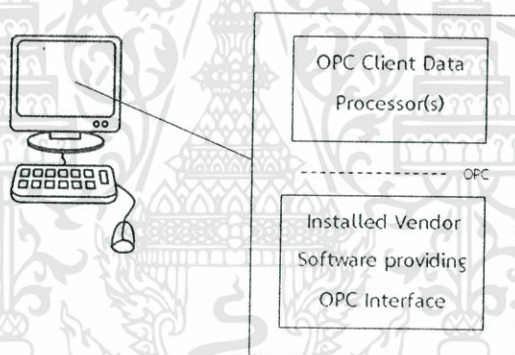 OPC Client Data
Processor(s)
OPC
Installed Vendor
Software providing
OPC Interface